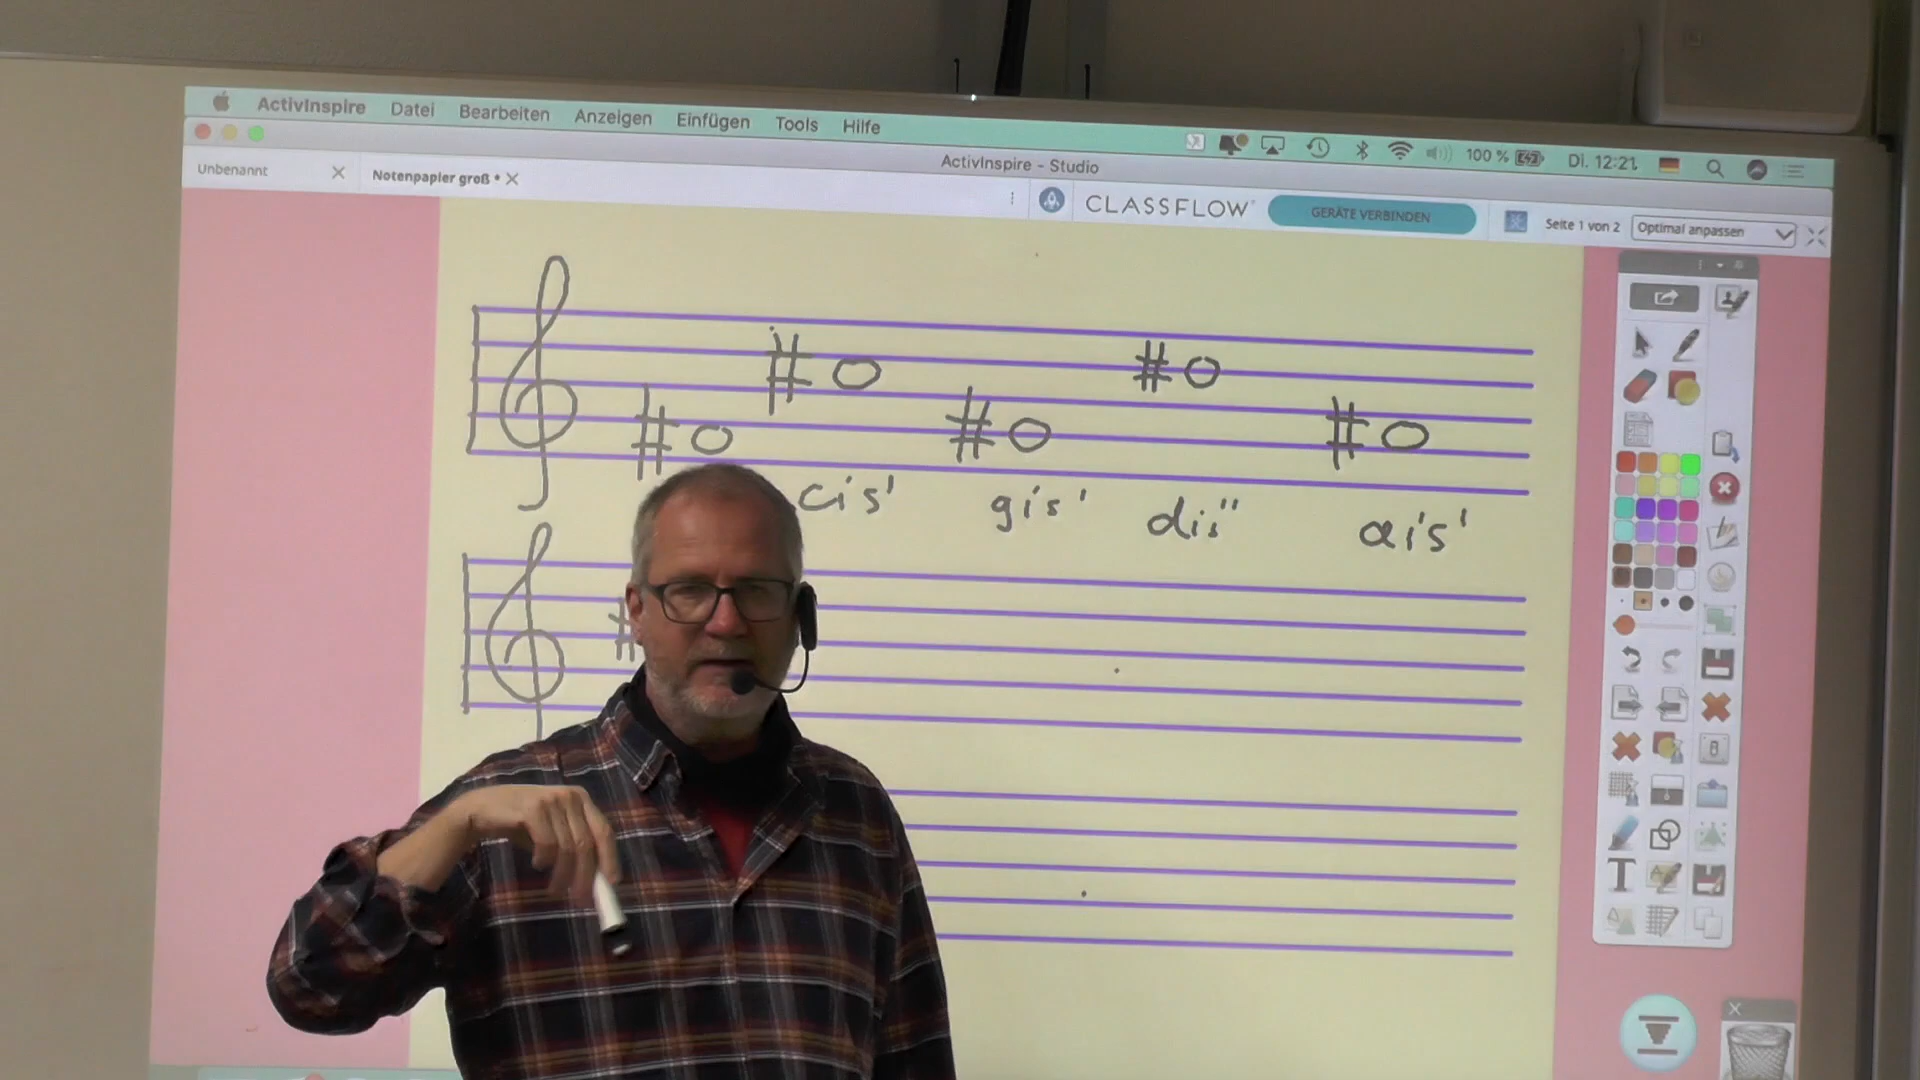 ActivInspire Datei Bearbeiten Anzeigen Einfügen Tools Hilfe 100 % Di. 12:21
ActivInspire - Studio
Unbenannt Notenpapier groß *
CLASSFLOW GERÄTE VERBINDEN Seite 1 von 2 Optimal anpassen
cis' gis' dis'' ais'
T